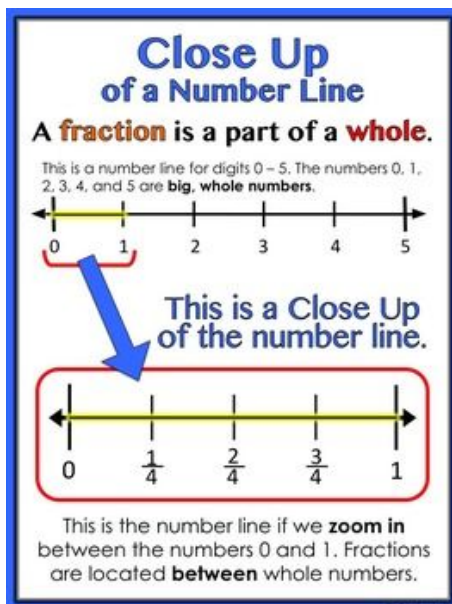 Close Up
of a Number Line
A fraction is a part of a whole.
This is a number line for digits 0 – 5. The numbers 0, 1,
2, 3, 4, and 5 are big, whole numbers.
0 1 2 3 4 5
This is a Close Up
of the number line.
0 1/4 2/4 3/4 1
This is the number line if we zoom in
between the numbers 0 and 1. Fractions
are located between whole numbers.